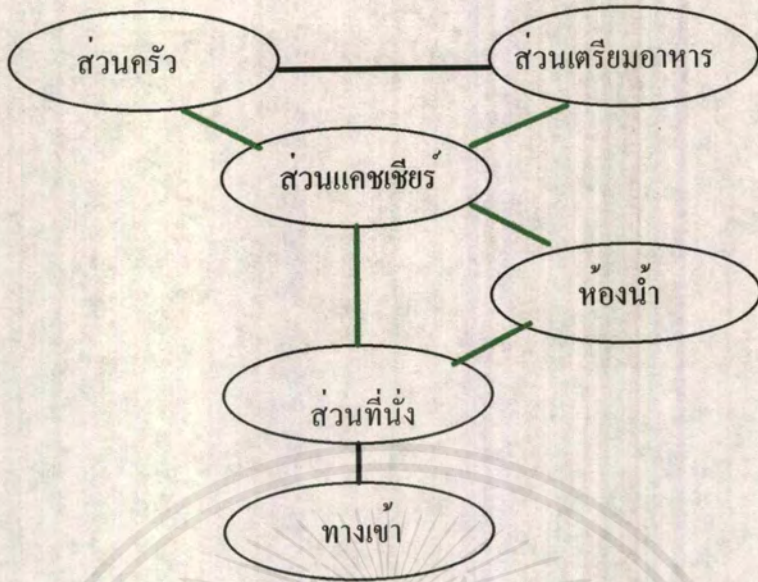 ส่วนครัว
ส่วนเตรียมอาหาร
ส่วนแคชเชียร์
ห้องน้ำ
ส่วนที่นั่ง
ทางเข้า